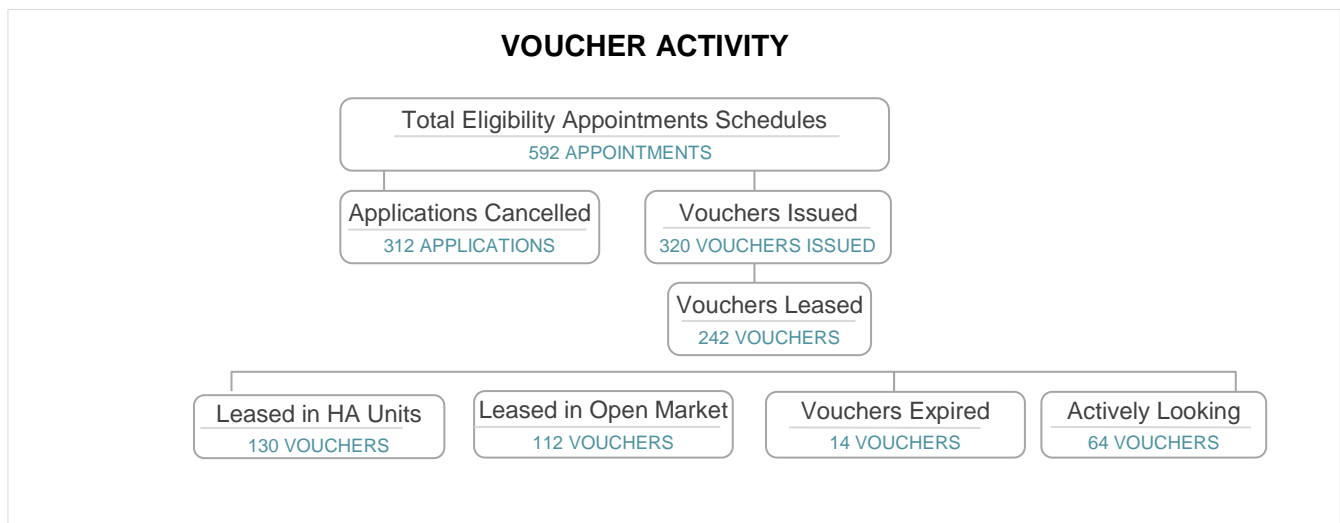 VOUCHER ACTIVITY
Total Eligibility Appointments Schedules
592 APPOINTMENTS
Applications Cancelled
312 APPLICATIONS
Vouchers Issued
320 VOUCHERS ISSUED
Vouchers Leased
242 VOUCHERS
Leased in HA Units
130 VOUCHERS
Leased in Open Market
112 VOUCHERS
Vouchers Expired
14 VOUCHERS
Actively Looking
64 VOUCHERS